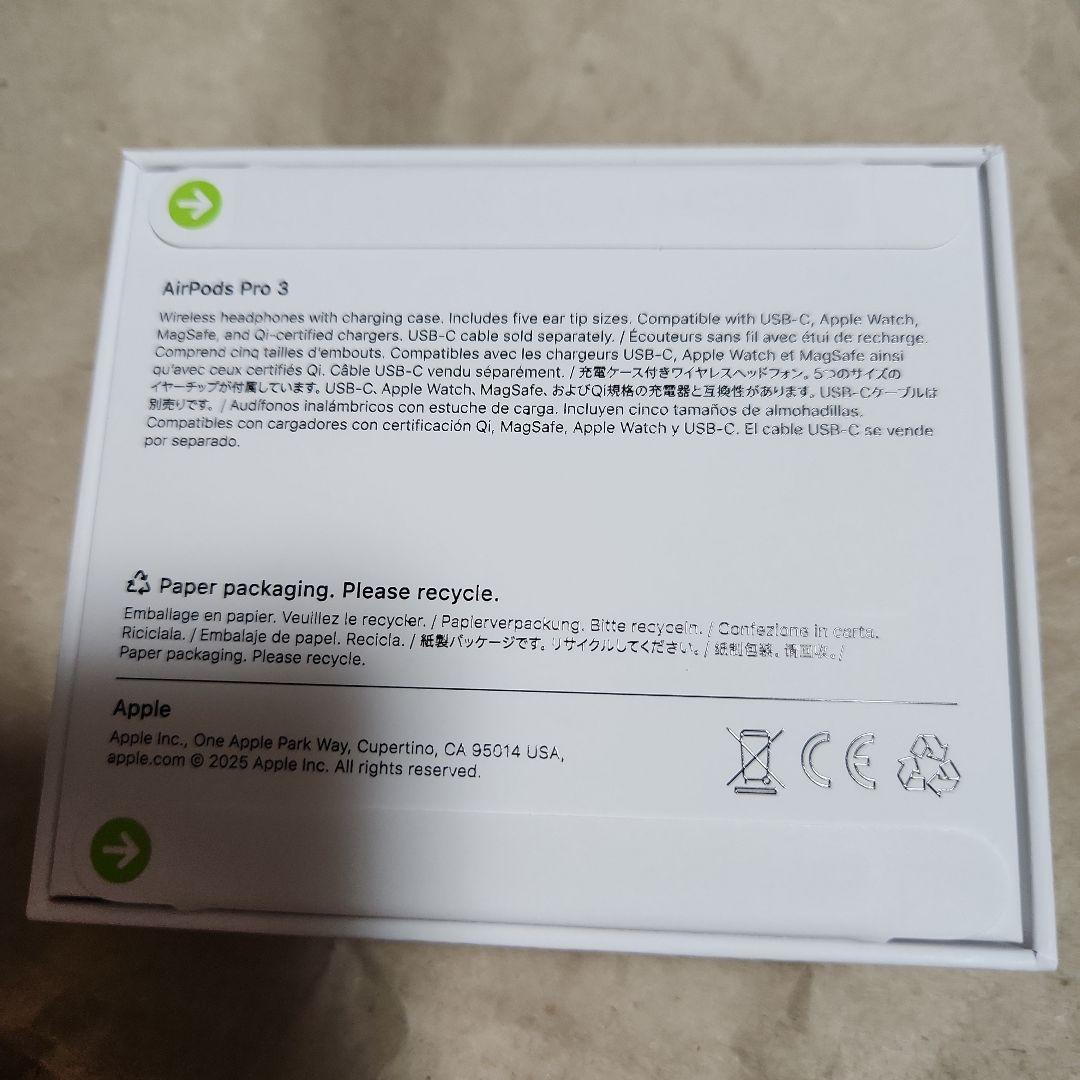 AirPods Pro 3
Wireless headphones with charging case. Includes five ear tip sizes. Compatible with USB-C, Apple Watch,
MagSafe, and Qi-certified chargers. USB-C cable sold separately. / Écouteurs sans fil avec étui de recharge.
Comprend cinq tailles d'embouts. Compatibles avec les chargeurs USB-C, Apple Watch et MagSafe ainsi
qu'avec ceux certifiés Qi. Câble USB-C vendu séparément. / 充電ケース付きワイヤレスヘッドフォン。5つのサイズの
イヤーチップが付属しています。USB-C、Apple Watch、MagSafe、およびQi規格の充電器と互換性があります。USB-Cケーブルは
別売りです。/ Audífonos inalámbricos con estuche de carga. Incluyen cinco tamaños de almohadillas.
Compatibles con cargadores con certificación Qi, MagSafe, Apple Watch y USB-C. El cable USB-C se vende
por separado.
Paper packaging. Please recycle.
Emballage en papier. Veuillez le recycler. / Papierverpackung. Bitte recyceln. / Confezione in carta.
Riciclala. / Embalaje de papel. Recicla. / 紙製パッケージです。リサイクルしてください。/ 纸制包装。请回收。/
Paper packaging. Please recycle.
Apple
Apple Inc., One Apple Park Way, Cupertino, CA 95014 USA,
apple.com © 2025 Apple Inc. All rights reserved.
CE